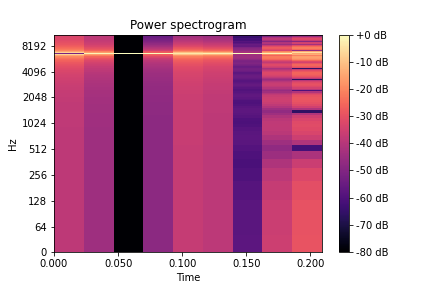 Power spectrogram
8192
4096
2048
1024
512
256
128
64
0
Hz
0.000 0.050 0.100 0.150 0.200
Time
+0 dB
-10 dB
-20 dB
-30 dB
-40 dB
-50 dB
-60 dB
-70 dB
-80 dB